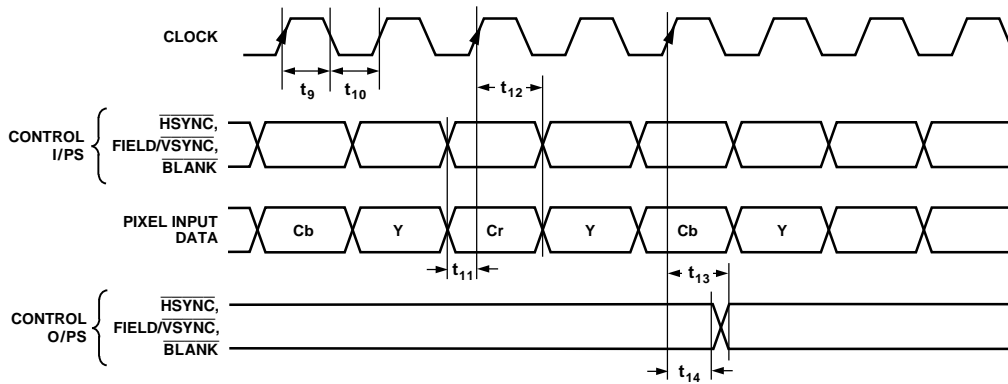 CLOCK
t9
t10
t12
CONTROL
I/PS
HSYNC,
FIELD/VSYNC,
BLANK
PIXEL INPUT
DATA
Cb
Y
Cr
Y
Cb
Y
t11
t13
CONTROL
O/PS
HSYNC,
FIELD/VSYNC,
BLANK
t14